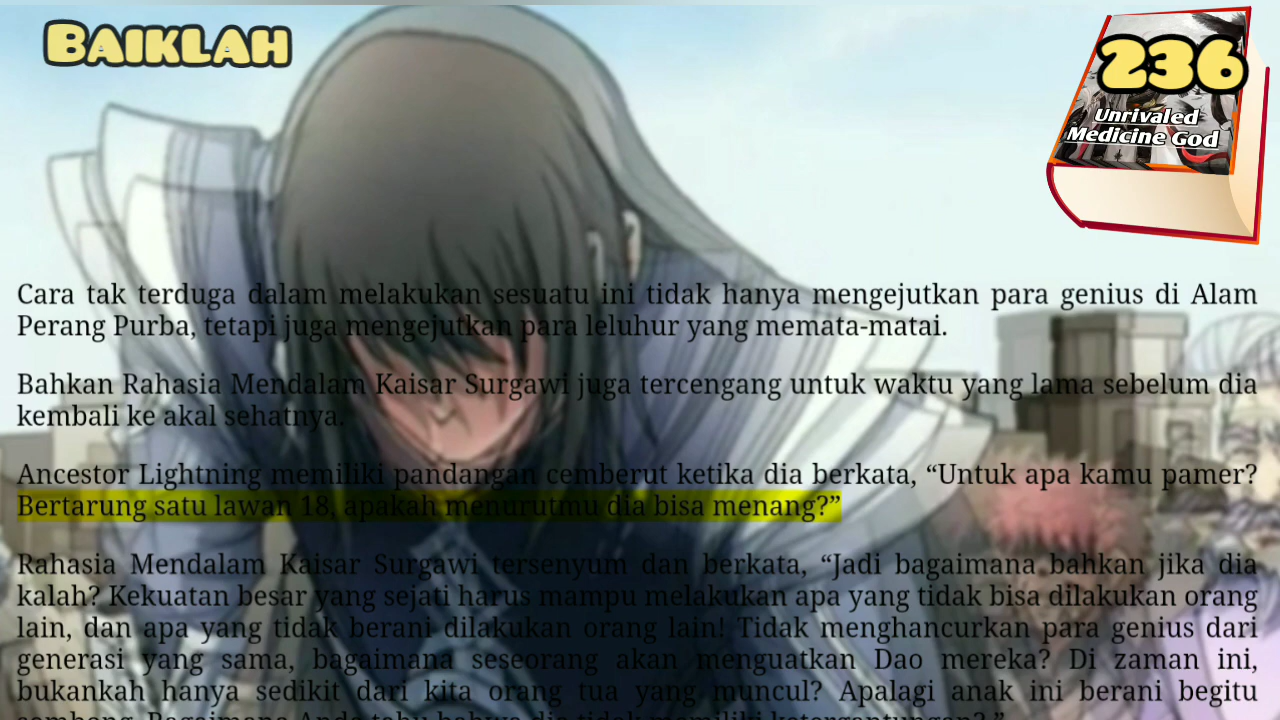 Baiklah
236
Unrivaled
Medicine God
Cara tak terduga dalam melakukan sesuatu ini tidak hanya mengejutkan para genius di Alam
Perang Purba, tetapi juga mengejutkan para leluhur yang memata-matai.
Bahkan Rahasia Mendalam Kaisar Surgawi juga tercengang untuk waktu yang lama sebelum dia
kembali ke akal sehatnya.
Ancestor Lightning memiliki pandangan cemberut ketika dia berkata, “Untuk apa kamu pamer?
Bertarung satu lawan 18, apakah menurutmu dia bisa menang?”
Rahasia Mendalam Kaisar Surgawi tersenyum dan berkata, “Jadi bagaimana bahkan jika dia
kalah? Kekuatan besar yang sejati harus mampu melakukan apa yang tidak bisa dilakukan orang
lain, dan apa yang tidak berani dilakukan orang lain! Tidak menghancurkan para genius dari
generasi yang sama, bagaimana seseorang akan menguatkan Dao mereka? Di zaman ini,
bukankah hanya sedikit dari kita orang tua yang muncul? Apalagi anak ini berani begitu